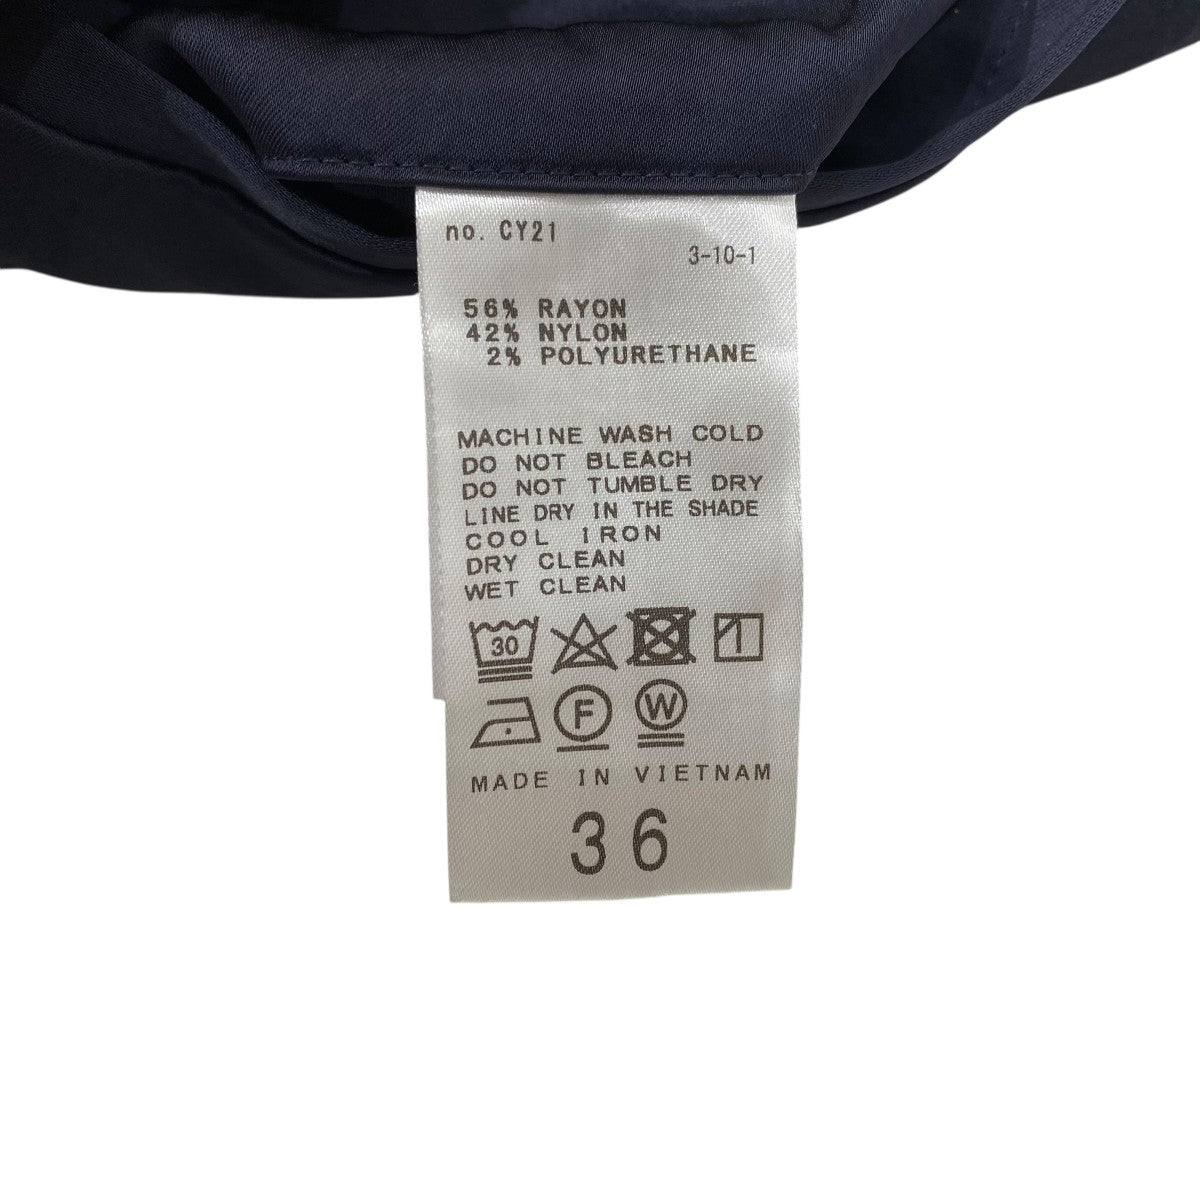 no. CY21
3-10-1
56% RAYON
42% NYLON
2% POLYURETHANE
MACHINE WASH COLD
DO NOT BLEACH
DO NOT TUMBLE DRY
LINE DRY IN THE SHADE
COOL IRON
DRY CLEAN
WET CLEAN
30
F W
MADE IN VIETNAM
36